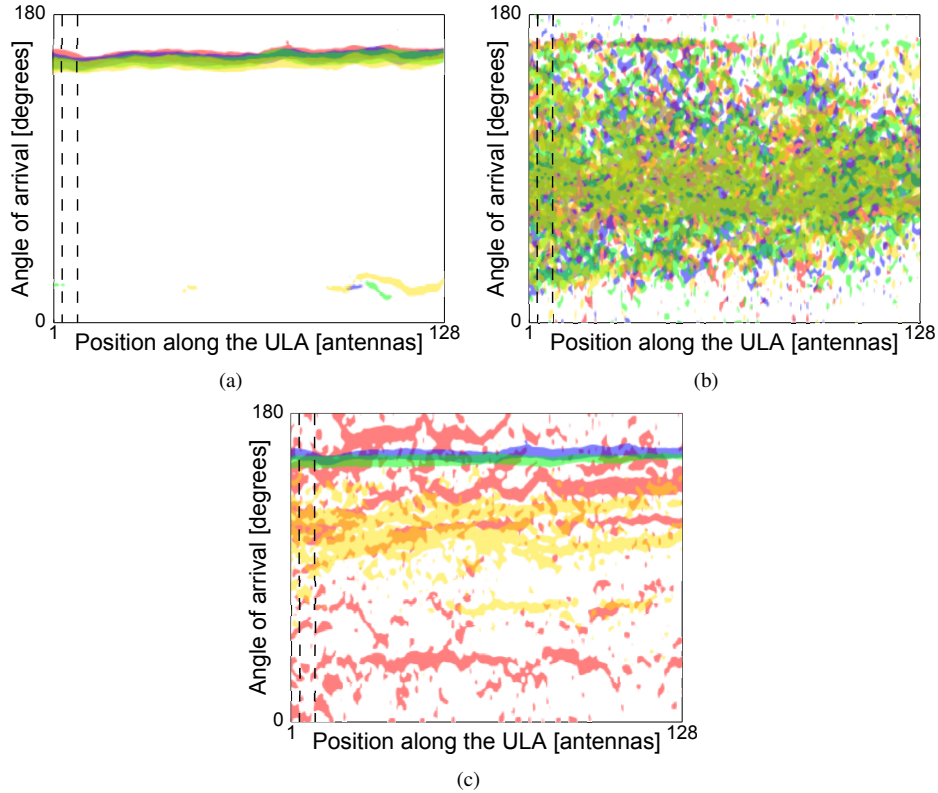 180
Angle of arrival [degrees]
0
1
Position along the ULA [antennas]
128
(a)
180
Angle of arrival [degrees]
0
1
Position along the ULA [antennas]
128
(b)
180
Angle of arrival [degrees]
0
1
Position along the ULA [antennas]
128
(c)